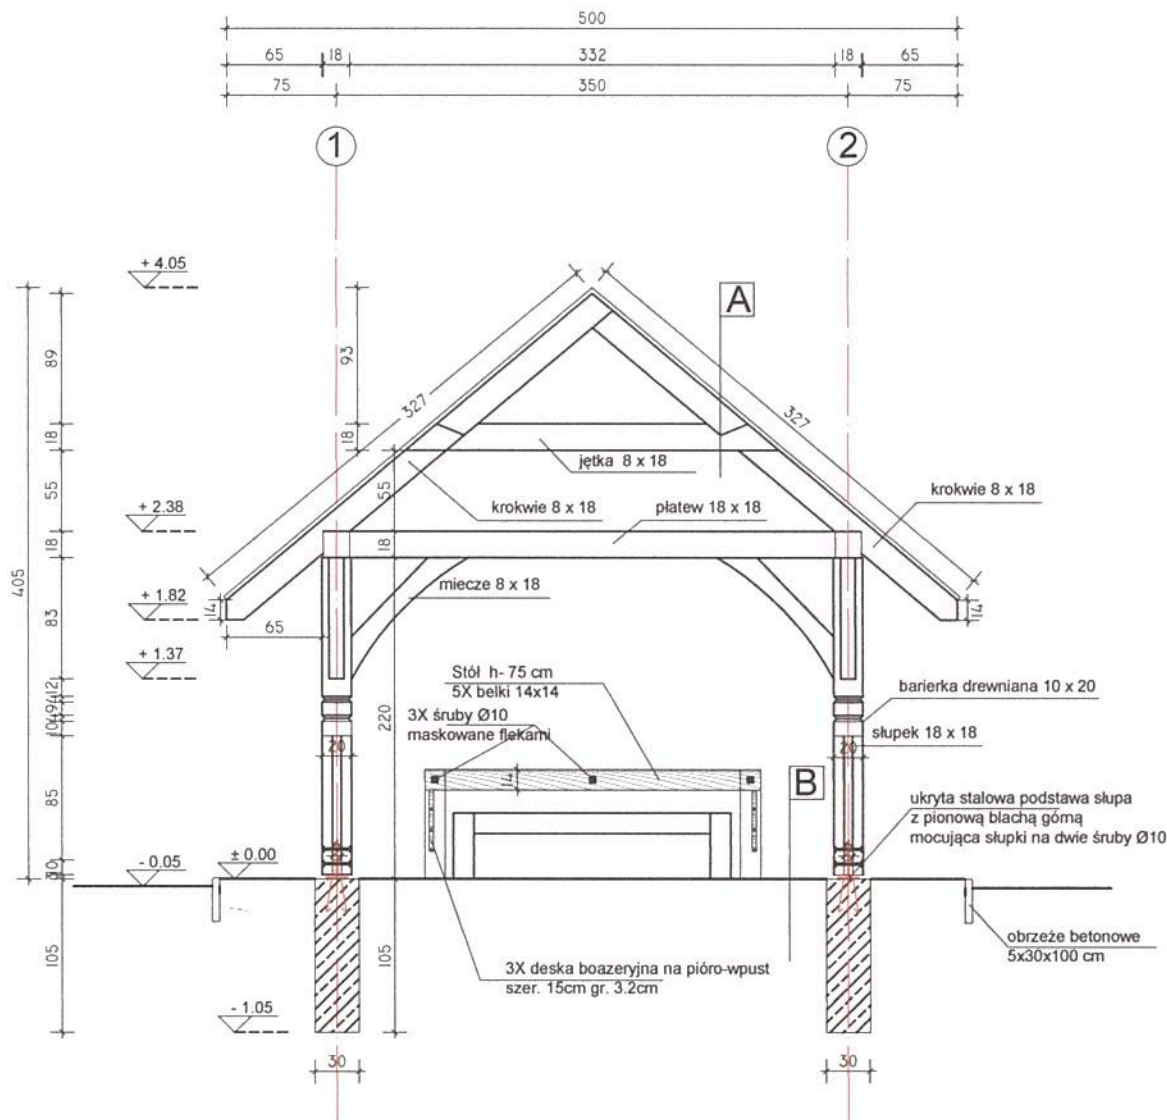 500
65 18 332 18 65
75 350 75
1 2
+ 4.05
A
89
93
327
327
18
18
jętka 8 x 18
krokwie 8 x 18
55
55
krokwie 8 x 18
płatew 18 x 18
+ 2.38
18
18
405
miecze 8 x 18
+ 1.82
14
14
83
65
+ 1.37
Stół h- 75 cm
5X belki 14x14
12
barierka drewniana 10 x 20
220
3X śruby Ø10
maskowane flekami
słupek 18 x 18
20
20
14
B
85
ukryta stalowa podstawa słupa
z pionową blachą górną
mocująca słupki na dwie śruby Ø10
- 0.05
± 0.00
obrzeże betonowe
5x30x100 cm
105
105
3X deska boazeryjna na pióro-wpust
szer. 15cm gr. 3.2cm
- 1.05
30
30